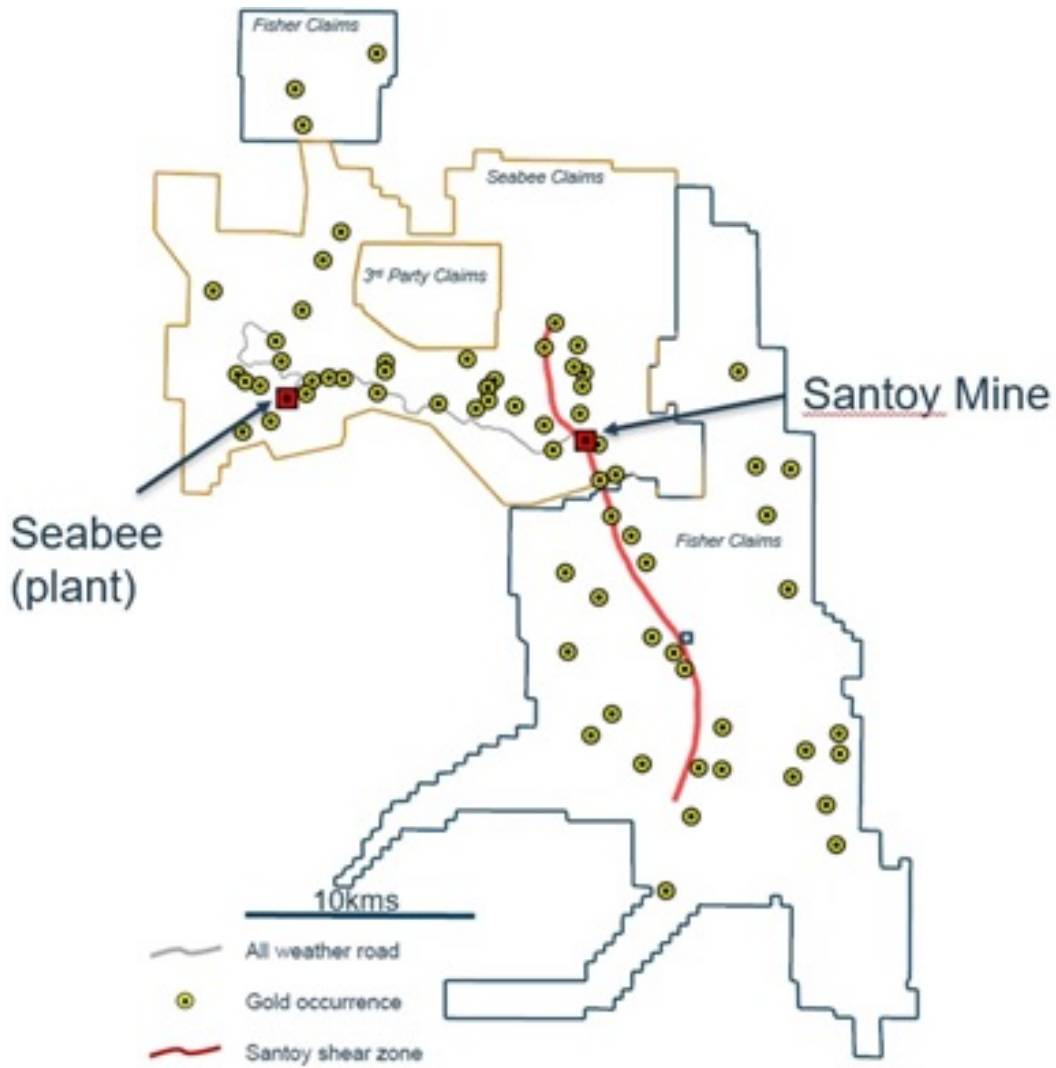 Fisher Claims
Seabee Claims
3rd Party Claims
Santoy Mine
Seabee
(plant)
Fisher Claims
10kms
All weather road
Gold occurrence
Santoy shear zone